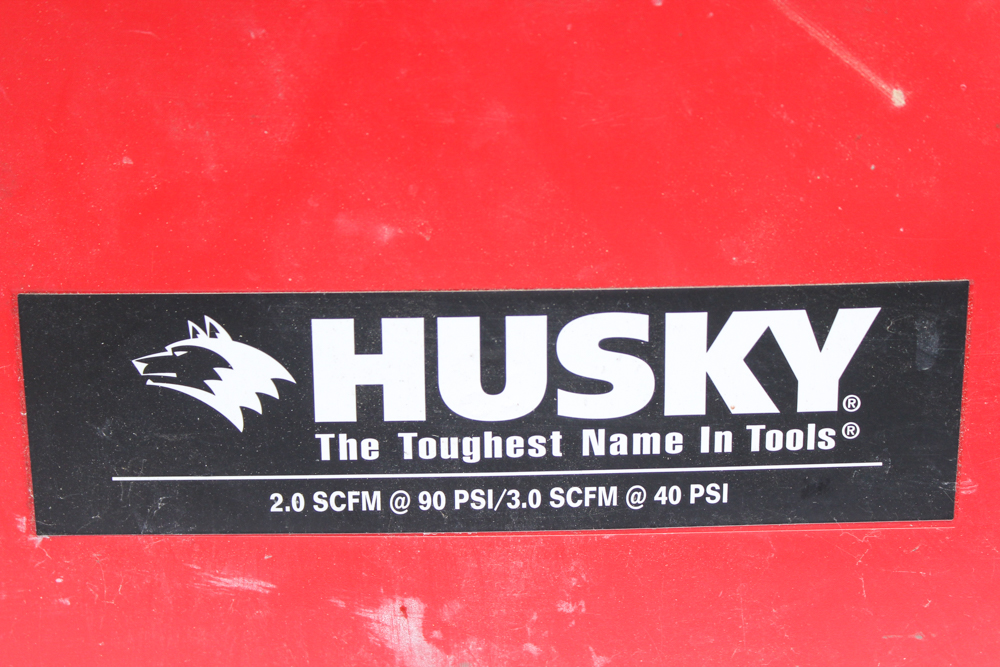 HUSKY®
The Toughest Name In Tools®
2.0 SCFM @ 90 PSI/3.0 SCFM @ 40 PSI